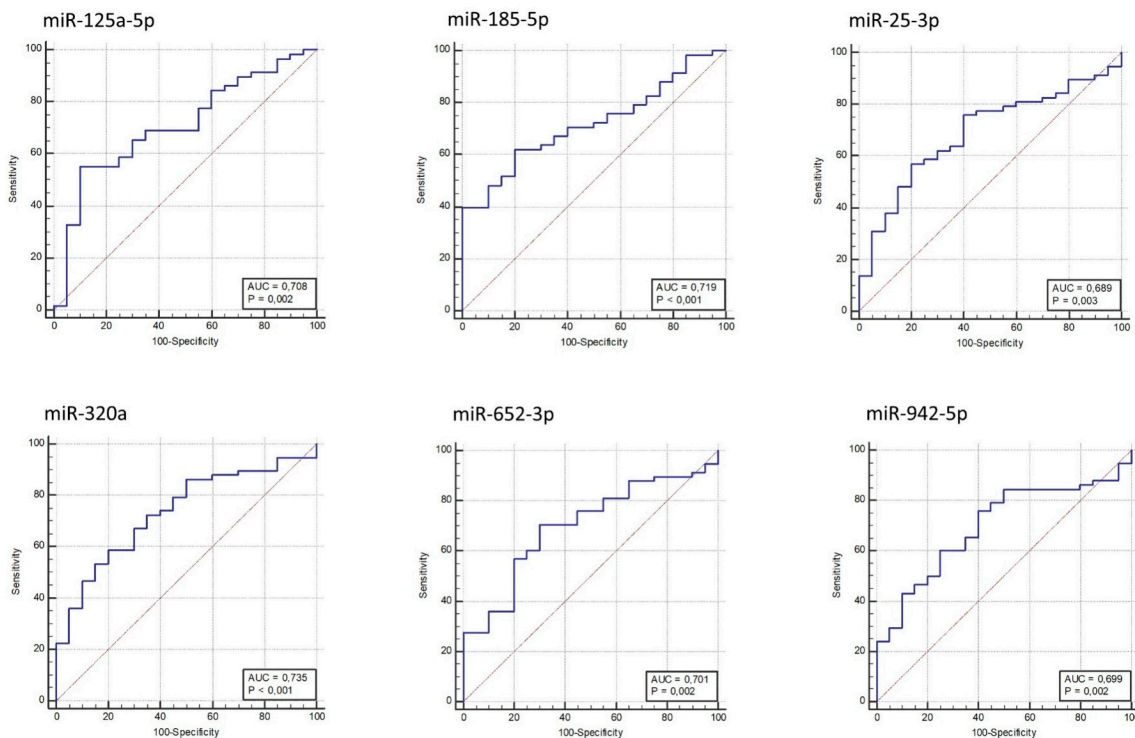 miR-125a-5p
100
80
60
40
20
0
Sensitivity
AUC = 0,708
P = 0,002
0 20 40 60 80 100
100-Specificity
miR-185-5p
100
80
60
40
20
0
Sensitivity
AUC = 0,719
P < 0,001
0 20 40 60 80 100
100-Specificity
miR-25-3p
100
80
60
40
20
0
Sensitivity
AUC = 0,689
P = 0,003
0 20 40 60 80 100
100-Specificity
miR-320a
100
80
60
40
20
0
Sensitivity
AUC = 0,735
P < 0,001
0 20 40 60 80 100
100-Specificity
miR-652-3p
100
80
60
40
20
0
Sensitivity
AUC = 0,701
P = 0,002
0 20 40 60 80 100
100-Specificity
miR-942-5p
100
80
60
40
20
0
Sensitivity
AUC = 0,699
P = 0,002
0 20 40 60 80 100
100-Specificity